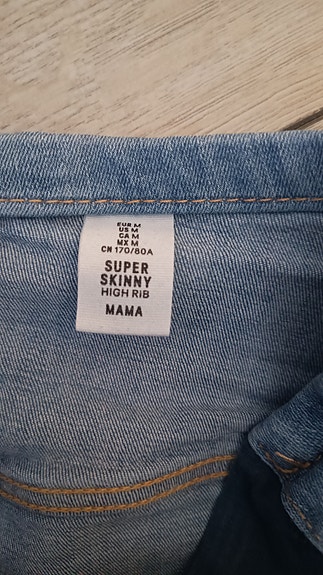 EUR M
US M
CA M
MX M
CN 170/80A
SUPER
SKINNY
HIGH RIB
MAMA